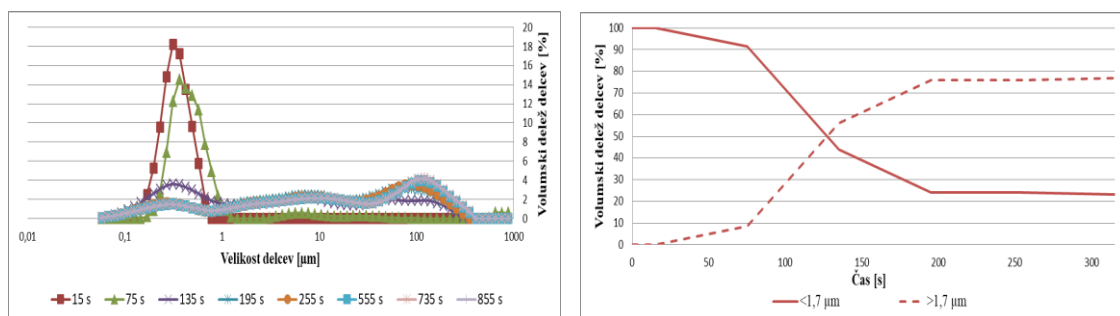 20
18
16
14
12
10
8
6
4
2
0
Volumski delež delcev [%]
0,01 0,1 1 10 100 1000
Velikost delcev [µm]
15 s 75 s 135 s 195 s 255 s 555 s 735 s 855 s
100
90
80
70
60
50
40
30
20
10
0
Volumski delež delcev [%]
0 50 100 150 200 250 300
Čas [s]
<1,7 µm >1,7 µm